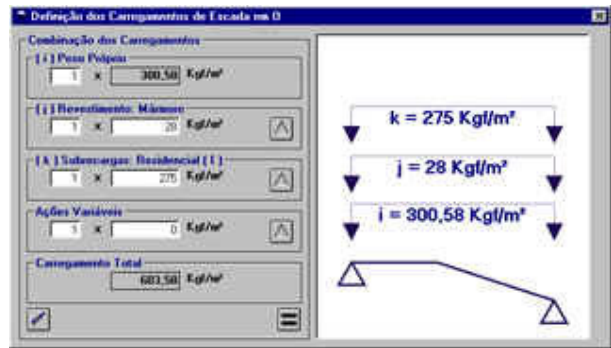 Definição dos Carregamentos de Escada em O
Combinação dos Carregamentos
( i ) Peso Próprio
1 x 300,58 Kgf/m²
( j ) Revestimento: Mármore
1 x 28 Kgf/m²
( k ) Sobrecargas: Residencial ( 1 )
1 x 275 Kgf/m²
Ações Variáveis
1 x 0 Kgf/m²
Carregamento Total
603,58 Kgf/m²
k = 275 Kgf/m²
j = 28 Kgf/m²
i = 300,58 Kgf/m²